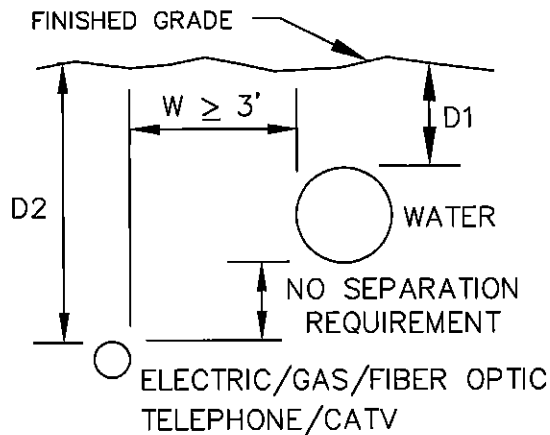 FINISHED GRADE
W ≥ 3'
D1
D2
WATER
NO SEPARATION
REQUIREMENT
ELECTRIC/GAS/FIBER OPTIC
TELEPHONE/CATV